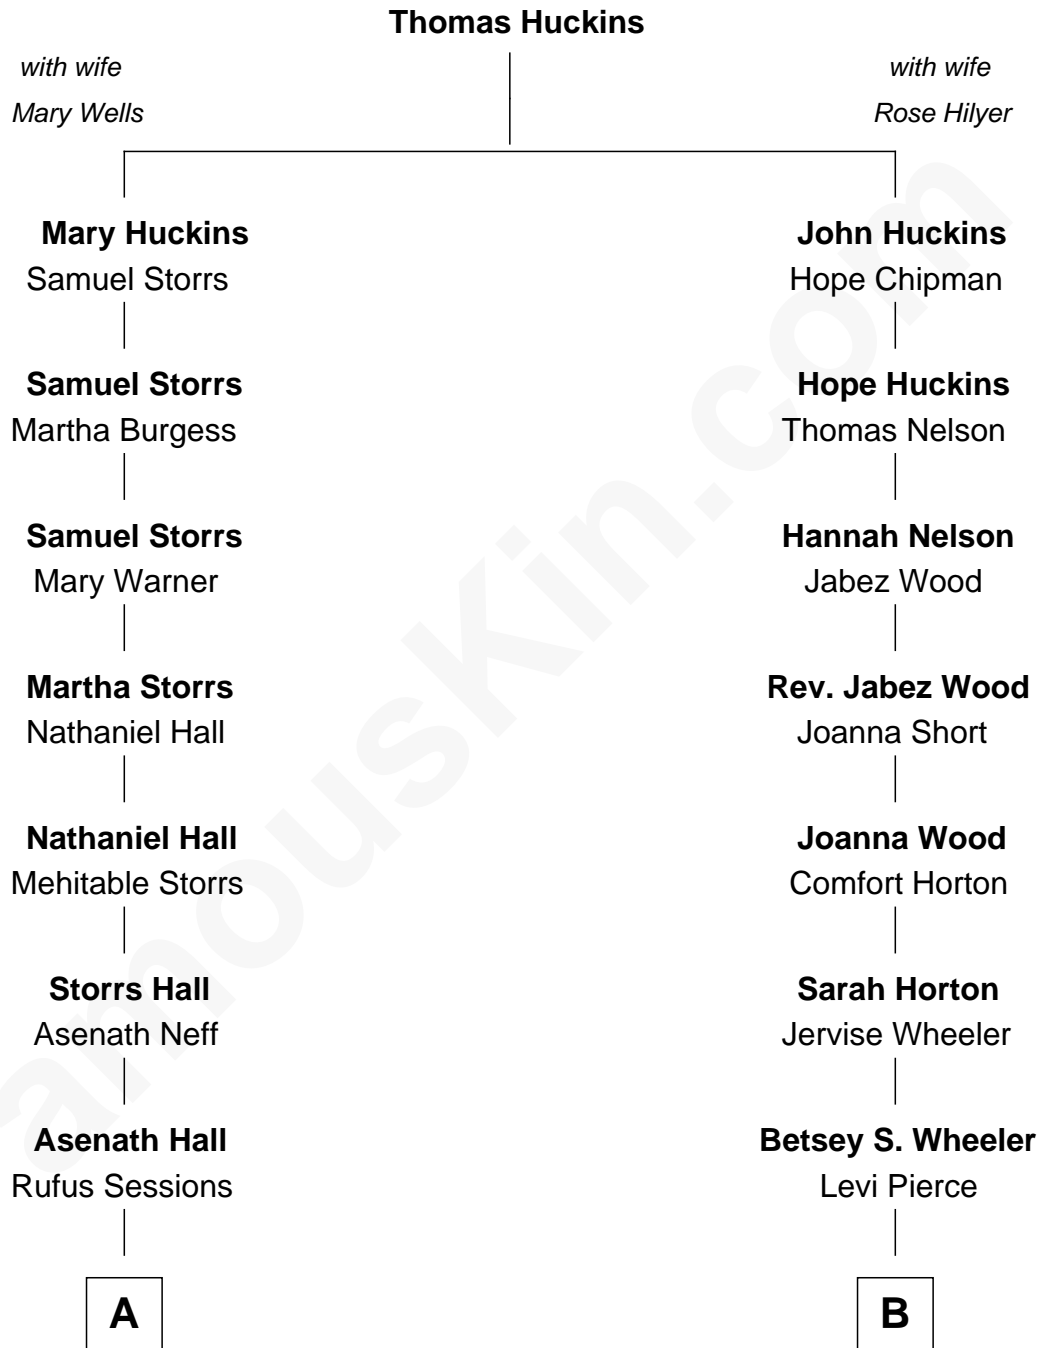 Thomas Huckins
with wife
Mary Wells
with wife
Rose Hilyer
Mary Huckins
Samuel Storrs
John Huckins
Hope Chipman
Samuel Storrs
Martha Burgess
Hope Huckins
Thomas Nelson
Samuel Storrs
Mary Warner
Hannah Nelson
Jabez Wood
Martha Storrs
Nathaniel Hall
Rev. Jabez Wood
Joanna Short
Nathaniel Hall
Mehitable Storrs
Joanna Wood
Comfort Horton
Storrs Hall
Asenath Neff
Sarah Horton
Jervise Wheeler
Asenath Hall
Rufus Sessions
Betsey S. Wheeler
Levi Pierce
A
B
amouskin.com